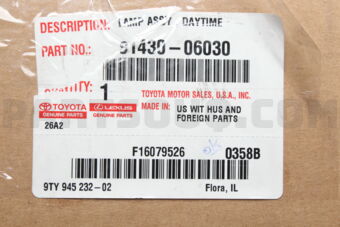 DESCRIPTION: LAMP ASSY DAYTIME
PART NO.: 81430-06030
QUANTITY: 1
TOYOTA MOTOR SALES, U.S.A., INC.
TOYOTA GENUINE PARTS LEXUS GENUINE PARTS
MADE IN: US WIT HUS AND FOREIGN PARTS
26A2
F16079526 0358B
9TY 945 232-02 Flora, IL